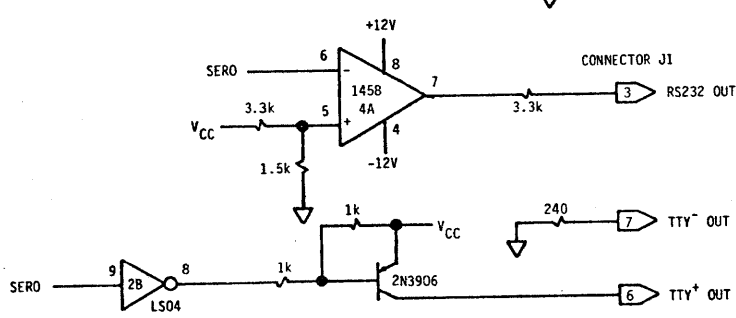 +12V
6
8
CONNECTOR J1
SERO
-
7
1458
4A
3
RS232 OUT
3.3k
3.3k
5
+
VCC
4
-12V
1.5k
1k
VCC
240
7
TTY- OUT
9
2B
8
1k
2N3906
SERO
LS04
6
TTY+ OUT